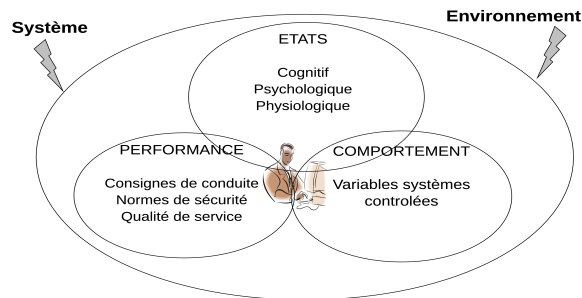 Système
Environnement
ETATS
Cognitif
Psychologique
Physiologique
PERFORMANCE
Consignes de conduite
Normes de sécurité
Qualité de service
COMPORTEMENT
Variables systèmes
controlées